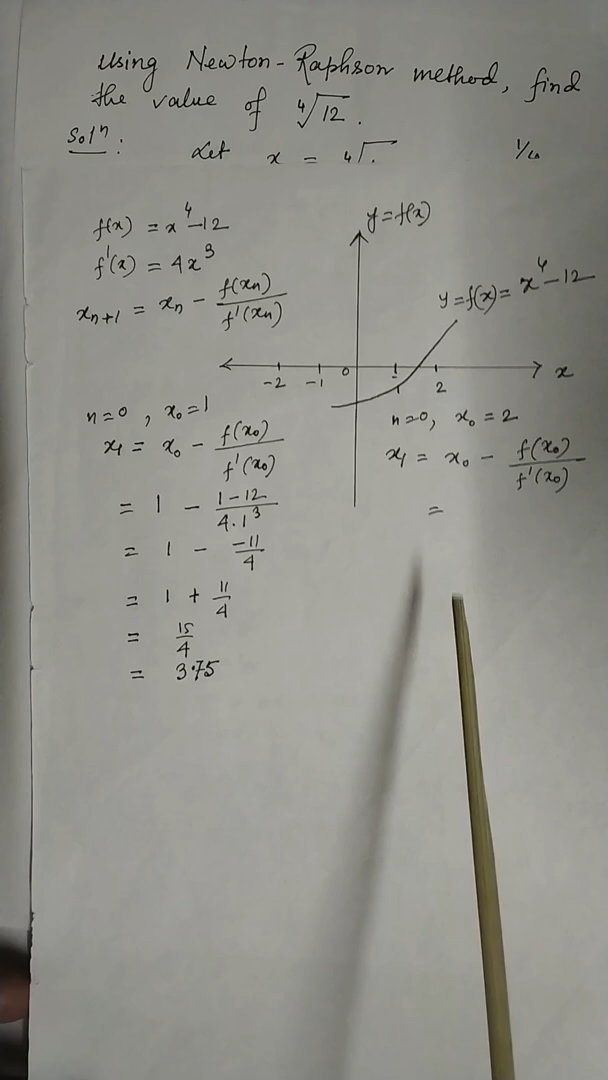 Using Newton-Raphson method, find
the value of ⁴√12.
Solⁿ: Let x = ⁴√.
f(x) = x⁴-12
f'(x) = 4x³
xₙ₊₁ = xₙ - f(xₙ)/f'(xₙ)
y=f(x)
y=f(x)= x⁴-12
-2 -1 0 1 2 x
n=0, x₀=1
x₁ = x₀ - f(x₀)/f'(x₀)
= 1 - (1-12)/(4.1³)
= 1 - -11/4
= 1 + 11/4
= 15/4
= 3.75
n=0, x₀=2
x₁ = x₀ - f(x₀)/f'(x₀)
=